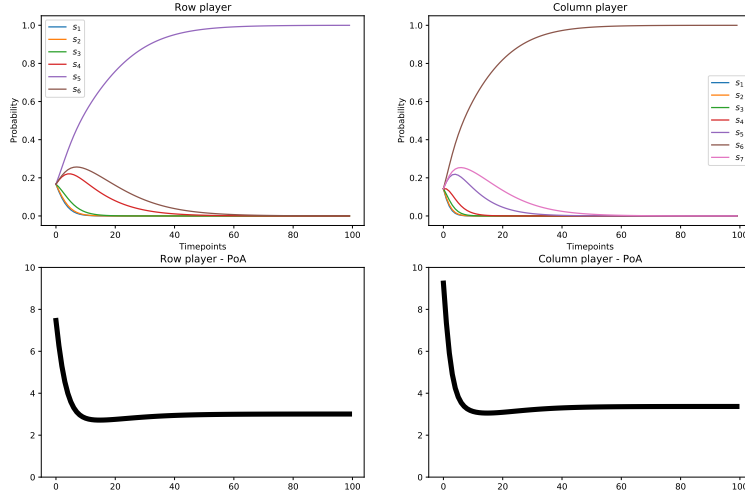 Row player
1.0
0.8
0.6
0.4
0.2
0.0
Probability
s1
s2
s3
s4
s5
s6
0
20
40
60
80
100
Timepoints
Column player
1.0
0.8
0.6
0.4
0.2
0.0
Probability
s1
s2
s3
s4
s5
s6
s7
0
20
40
60
80
100
Timepoints
Row player - PoA
10
8
6
4
2
0
0
20
40
60
80
100
Column player - PoA
10
8
6
4
2
0
0
20
40
60
80
100